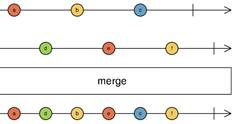 a b c
d e f
merge
a d b e c f